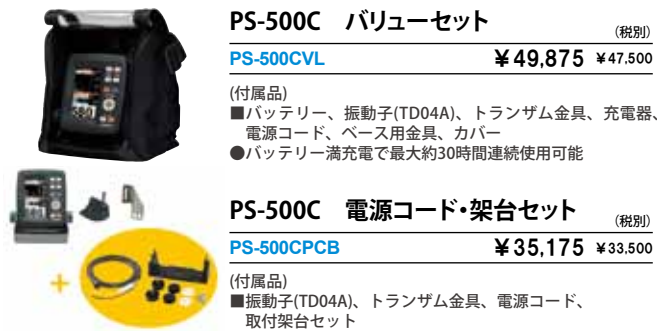 PS-500C バリューセット (税別)
PS-500CVL ￥49,875 ￥47,500
(付属品)
■バッテリー、振動子(TD04A)、トランザム金具、充電器、
電源コード、ベース用金具、カバー
●バッテリー満充電で最大約30時間連続使用可能
PS-500C 電源コード・架台セット (税別)
PS-500CPCB ￥35,175 ￥33,500
(付属品)
■振動子(TD04A)、トランザム金具、電源コード、
取付架台セット